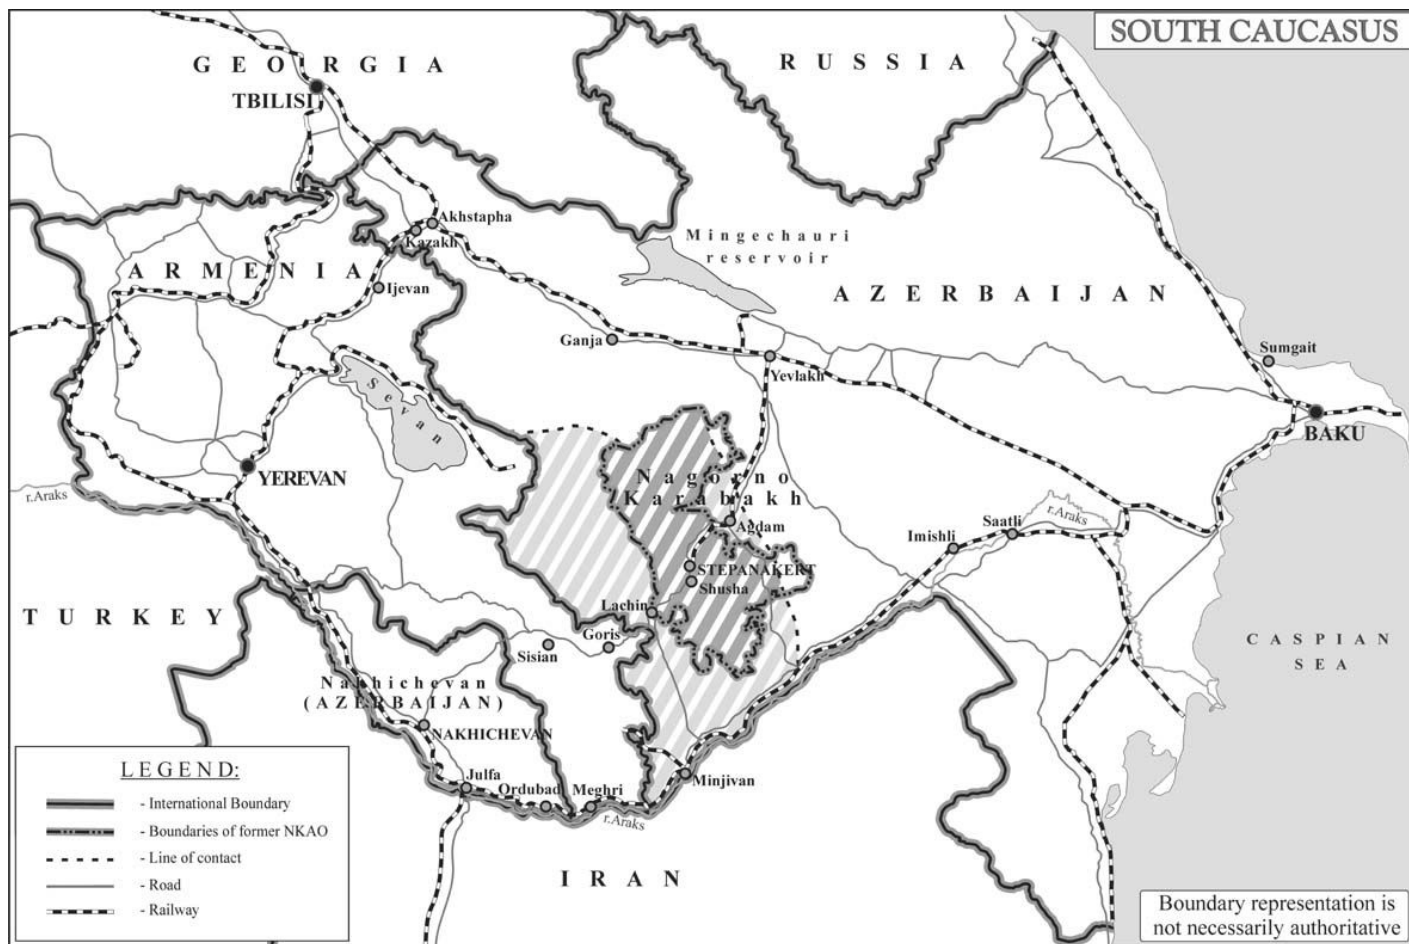 SOUTH CAUCASUS
GEORGIA
RUSSIA
TBILISI
Akhstapha
Kazakh
Mingechauri
reservoir
ARMENIA
Ijevan
AZERBAIJAN
Ganja
Sumgait
Yevlakh
Sevan
BAKU
YEREVAN
Nagorno
Karabakh
r.Araks
r.Araks
Agdam
Saatli
Imishli
STEPANAKERT
Shusha
Lachin
TURKEY
Goris
Sisian
CASPIAN
SEA
Nakhichevan
(AZERBAIJAN)
NAKHICHEVAN
Julfa
Ordubad
Meghri
Minjivan
r.Araks
IRAN
LEGEND:
- International Boundary
- Boundaries of former NKAO
- Line of contact
- Road
- Railway
Boundary representation is
not necessarily authoritative